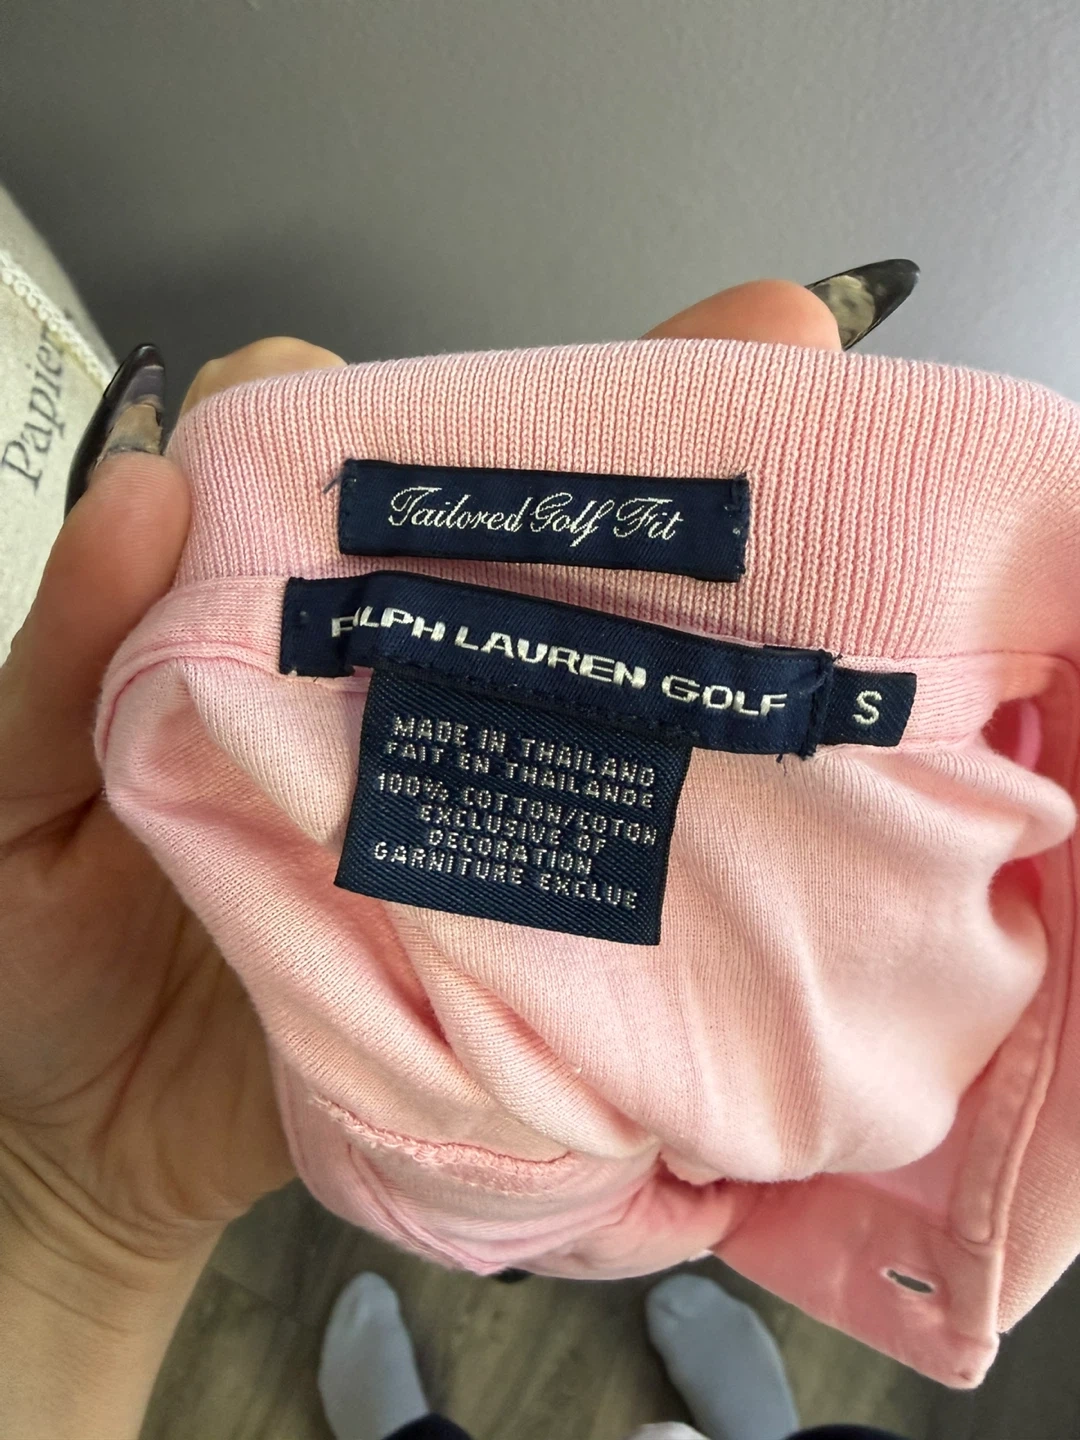 Papier
Tailored Golf Fit
RALPH LAUREN GOLF
S
MADE IN THAILAND
FAIT EN THAILANDE
100% COTTON/COTON
EXCLUSIVE OF
DECORATION
GARNITURE EXCLUE